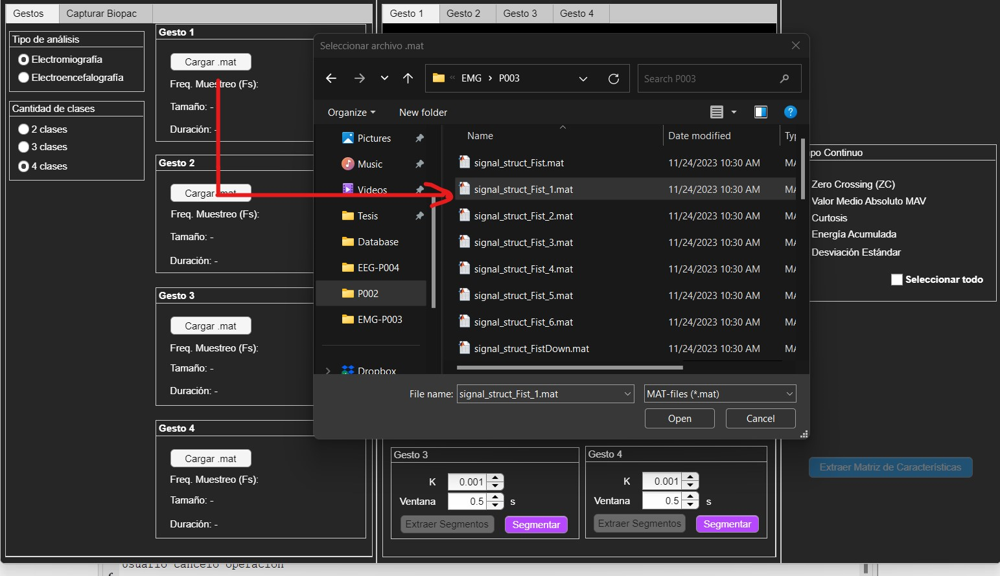 Gestos
Capturar Biopac
Tipo de análisis
Electromiografía
Electroencefalografía
Cantidad de clases
2 clases
3 clases
4 clases
Gesto 1
Cargar .mat
Freq. Muestreo (Fs):
Tamaño: -
Duración: -
Gesto 2
Cargar .mat
Freq. Muestreo (Fs):
Tamaño: -
Duración: -
Gesto 3
Cargar .mat
Freq. Muestreo (Fs):
Tamaño: -
Duración: -
Gesto 4
Cargar .mat
Freq. Muestreo (Fs):
Tamaño: -
Duración: -
Gesto 1
Gesto 2
Gesto 3
Gesto 4
Seleccionar archivo .mat
« EMG › P003
Search P003
Organize
New folder
Pictures
Music
Videos
Tesis
Database
EEG-P004
P002
EMG-P003
Dropbox
Name
Date modified
Typ
signal_struct_Fist.mat 11/24/2023 10:30 AM MA
signal_struct_Fist_1.mat 11/24/2023 10:30 AM MA
signal_struct_Fist_2.mat 11/24/2023 10:30 AM MA
signal_struct_Fist_3.mat 11/24/2023 10:30 AM MA
signal_struct_Fist_4.mat 11/24/2023 10:30 AM MA
signal_struct_Fist_5.mat 11/24/2023 10:30 AM MA
signal_struct_Fist_6.mat 11/24/2023 10:30 AM MA
signal_struct_FistDown.mat 11/24/2023 10:30 AM MA
File name: signal_struct_Fist_1.mat
MAT-files (*.mat)
Open
Cancel
Gesto 3
K 0.001
Ventana 0.5 s
Extraer Segmentos
Segmentar
Gesto 4
K 0.001
Ventana 0.5 s
Extraer Segmentos
Segmentar
po Continuo
Zero Crossing (ZC)
Valor Medio Absoluto MAV
Curtosis
Energía Acumulada
Desviación Estándar
Seleccionar todo
Extraer Matriz de Características
Usuario canceló operación